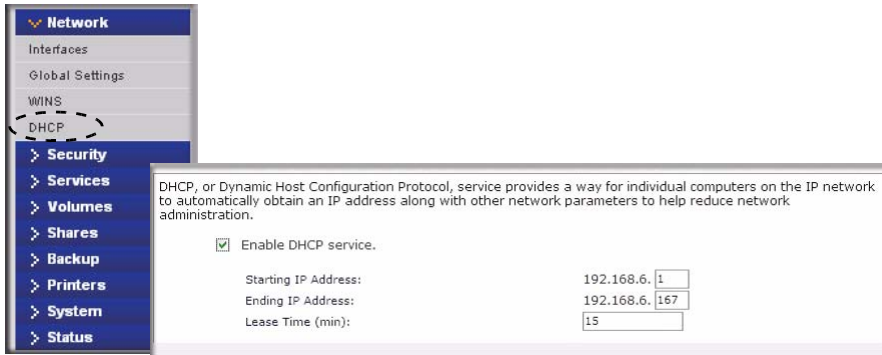 Network
Interfaces
Global Settings
WINS
DHCP
Security
Services
Volumes
Shares
Backup
Printers
System
Status
DHCP, or Dynamic Host Configuration Protocol, service provides a way for individual computers on the IP network
to automatically obtain an IP address along with other network parameters to help reduce network
administration.
Enable DHCP service.
Starting IP Address: 192.168.6. 1
Ending IP Address: 192.168.6. 167
Lease Time (min): 15